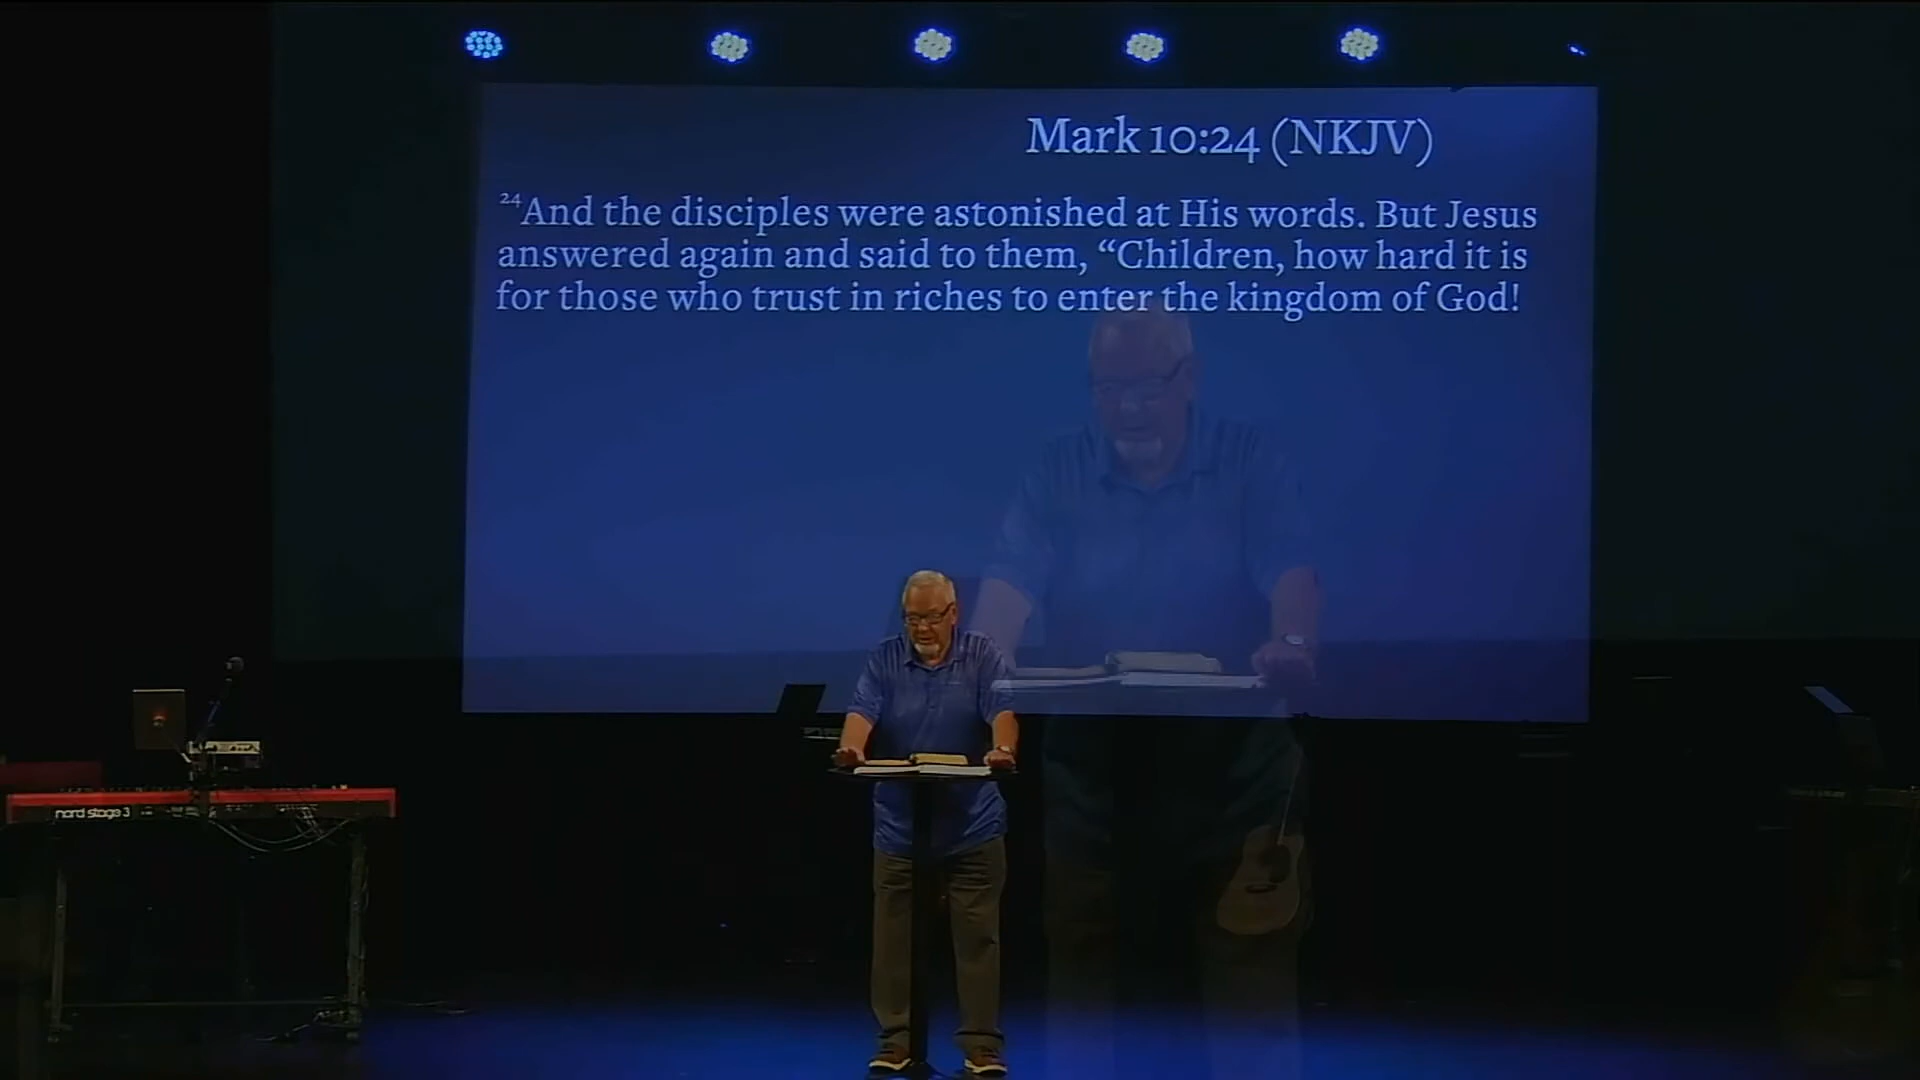 Mark 10:24 (NKJV)
24And the disciples were astonished at His words. But Jesus
answered again and said to them, “Children, how hard it is
for those who trust in riches to enter the kingdom of God!
nord stage 3